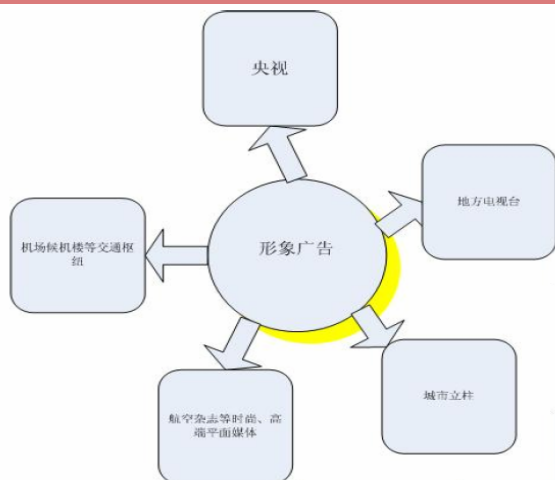 央视
地方电视台
形象广告
机场候机楼等交通枢
纽
城市立柱
航空杂志等时尚、高
端平面媒体